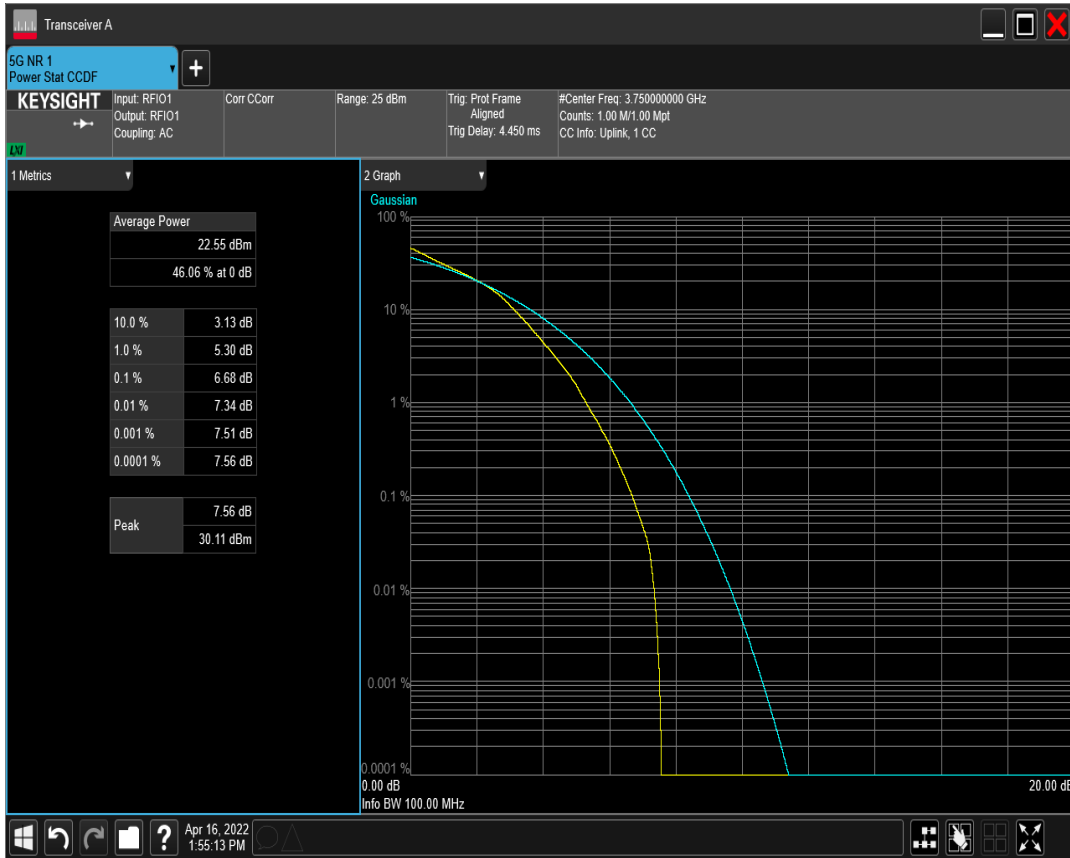 Transceiver A
5G NR 1
Power Stat CCDF
+
KEYSIGHT
LXI
Input: RFIO1
Output: RFIO1
Coupling: AC
Corr CCorr
Range: 25 dBm
Trig: Prot Frame
Aligned
Trig Delay: 4.450 ms
#Center Freq: 3.750000000 GHz
Counts: 1.00 M/1.00 Mpt
CC Info: Uplink, 1 CC
1 Metrics
Average Power
22.55 dBm
46.06 % at 0 dB
10.0 % 3.13 dB
1.0 % 5.30 dB
0.1 % 6.68 dB
0.01 % 7.34 dB
0.001 % 7.51 dB
0.0001 % 7.56 dB
Peak
7.56 dB
30.11 dBm
2 Graph
Gaussian
100 %
10 %
1 %
0.1 %
0.01 %
0.001 %
0.0001 %
0.00 dB 20.00 dB
Info BW 100.00 MHz
?
Apr 16, 2022
1:55:13 PM